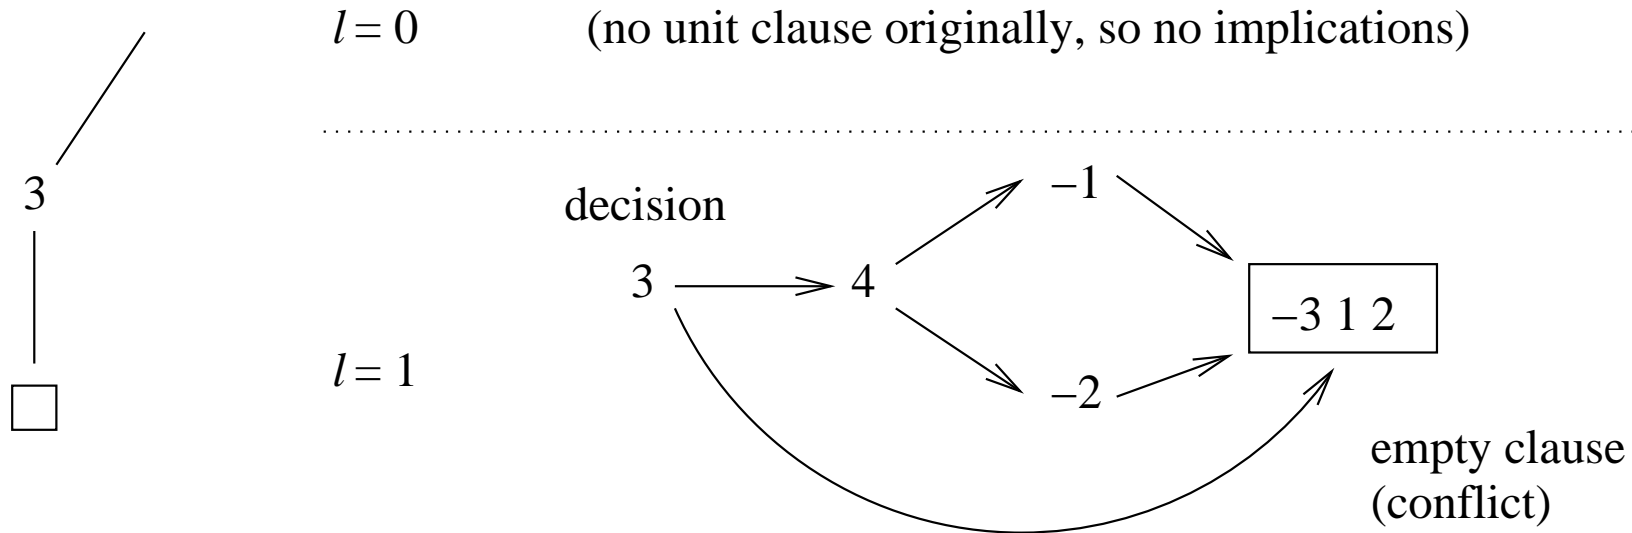 l = 0 (no unit clause originally, so no implications)
−1
3
decision
3 4
−3 1 2
l = 1
−2
empty clause
(conflict)